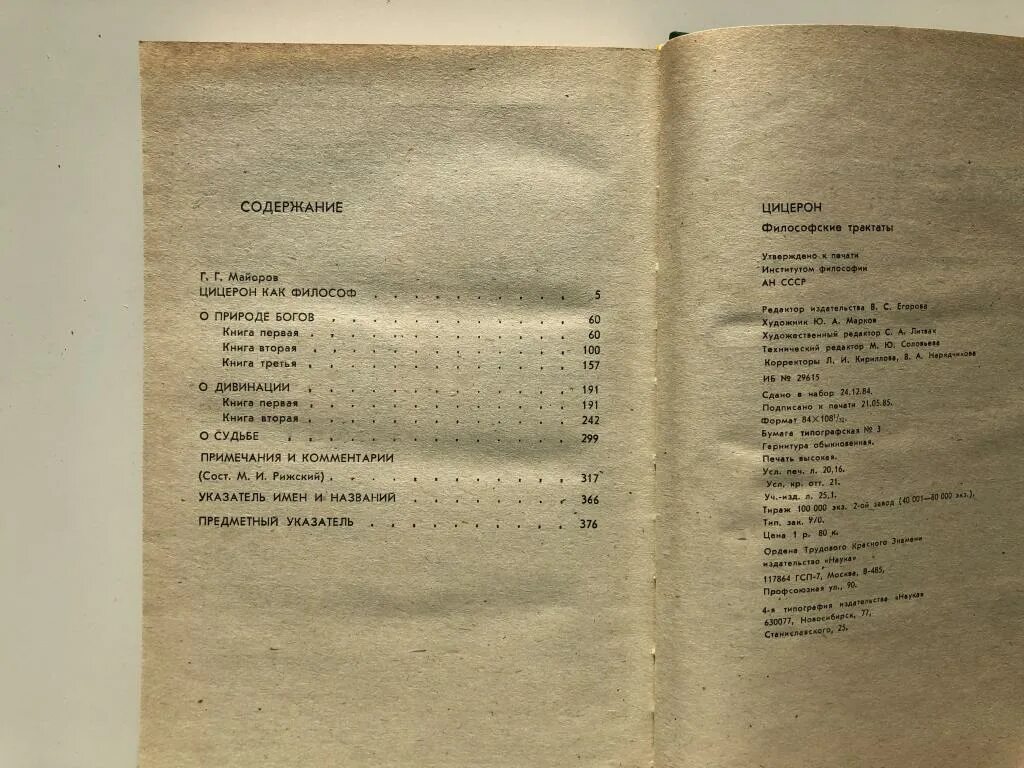 СОДЕРЖАНИЕ
Г. Г. Майоров
ЦИЦЕРОН КАК ФИЛОСОФ . . . . . . . . . . 5
О ПРИРОДЕ БОГОВ . . . . . . . . . . 60
Книга первая . . . . . . . . . . 60
Книга вторая . . . . . . . . . . 100
Книга третья . . . . . . . . . . 157
О ДИВИНАЦИИ . . . . . . . . . . 191
Книга первая . . . . . . . . . . 191
Книга вторая . . . . . . . . . . 242
О СУДЬБЕ . . . . . . . . . . 299
ПРИМЕЧАНИЯ И КОММЕНТАРИИ
(Сост. М. И. Рижский) . . . . . . . . . . 317
УКАЗАТЕЛЬ ИМЕН И НАЗВАНИЙ . . . . . . . . 366
ПРЕДМЕТНЫЙ УКАЗАТЕЛЬ . . . . . . . . . 376
ЦИЦЕРОН
Философские трактаты
Утверждено к печати
Институтом философии
АН СССР
Редактор издательства В. С. Егорова
Художник Ю. А. Марков
Художественный редактор С. А. Литвак
Технический редактор М. Ю. Соловьева
Корректоры Л. И. Кириллова, В. А. Нарядчикова
ИБ № 29615
Сдано в набор 24.12.84.
Подписано к печати 21.05.85.
Формат 84×108¹/₃₂.
Бумага типографская № 3
Гарнитура обыкновенная.
Печать высокая.
Усл. печ. л. 20,16.
Усл. кр. отт. 21.
Уч.-изд. л. 25,1.
Тираж 100 000 экз. 2-ой завод (40 001—80 000 экз.).
Тип. зак. 970.
Цена 1 р. 80 к.
Ордена Трудового Красного Знамени
издательство «Наука»
117864 ГСП-7, Москва, В-485,
Профсоюзная ул., 90.
4-я типография издательства «Наука»
630077, Новосибирск, 77,
Станиславского, 25.